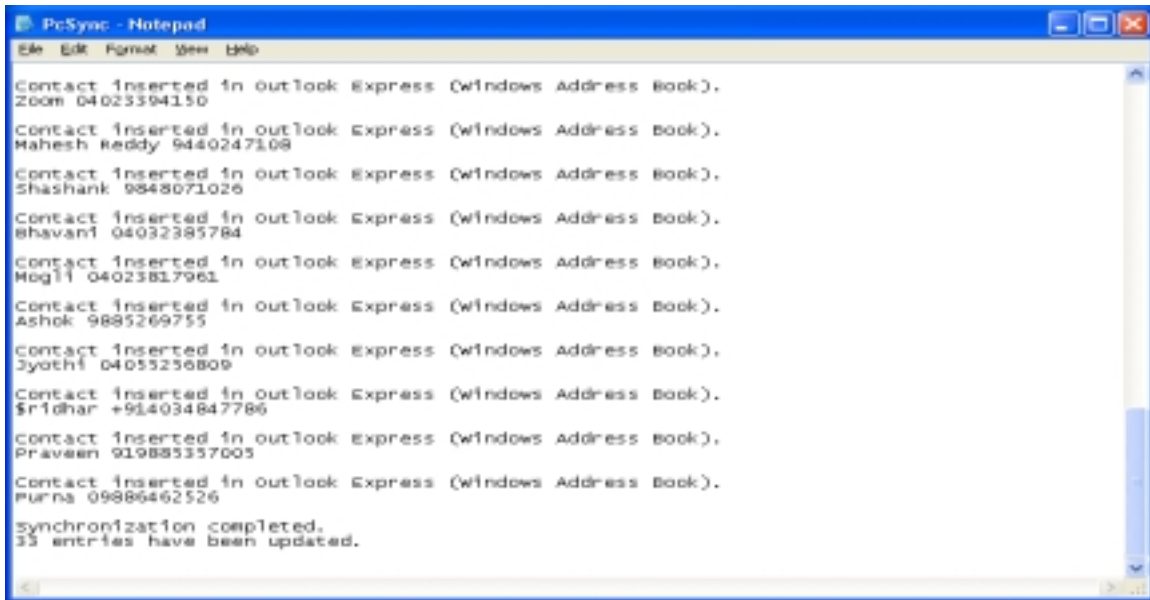 PcSync - Notepad
File Edit Format View Help
Contact inserted in Outlook Express (Windows Address Book).
Zoom 04023394150
Contact inserted in Outlook Express (Windows Address Book).
Mahesh Reddy 9440247108
Contact inserted in Outlook Express (Windows Address Book).
Shashank 9848071026
Contact inserted in Outlook Express (Windows Address Book).
Bhavani 04032385784
Contact inserted in Outlook Express (Windows Address Book).
Mogli 04023817961
Contact inserted in Outlook Express (Windows Address Book).
Ashok 9885269755
Contact inserted in Outlook Express (Windows Address Book).
Jyothi 04055256809
Contact inserted in Outlook Express (Windows Address Book).
$ridhar +914034847786
Contact inserted in Outlook Express (Windows Address Book).
Praveen 919885357005
Contact inserted in Outlook Express (Windows Address Book).
Purna 09886462526
Synchronization completed.
33 entries have been updated.